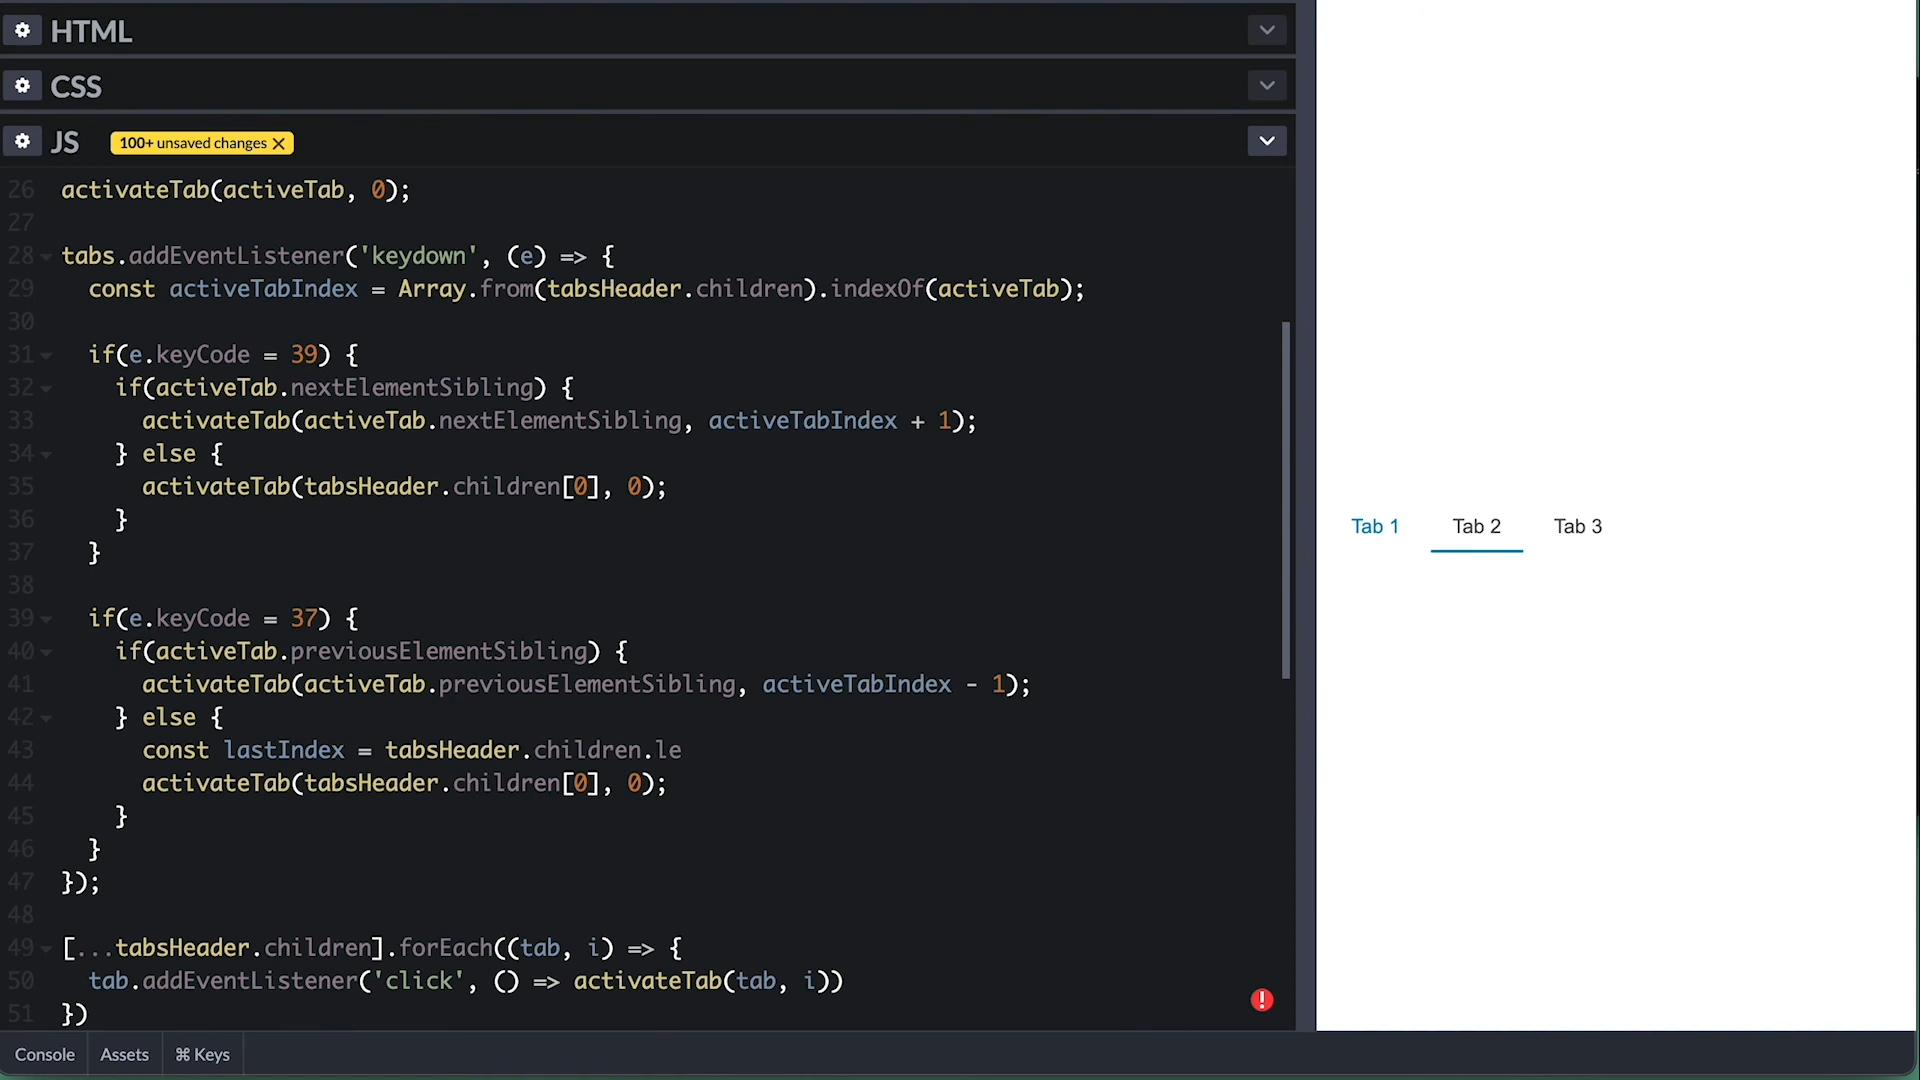 HTML
CSS
JS 100+ unsaved changes
26 activateTab(activeTab, 0);
27
28 tabs.addEventListener('keydown', (e) => {
29 const activeTabIndex = Array.from(tabsHeader.children).indexOf(activeTab);
30
31 if(e.keyCode = 39) {
32 if(activeTab.nextElementSibling) {
33 activateTab(activeTab.nextElementSibling, activeTabIndex + 1);
34 } else {
35 activateTab(tabsHeader.children[0], 0);
36 }
37 }
38
39 if(e.keyCode = 37) {
40 if(activeTab.previousElementSibling) {
41 activateTab(activeTab.previousElementSibling, activeTabIndex - 1);
42 } else {
43 const lastIndex = tabsHeader.children.le
44 activateTab(tabsHeader.children[0], 0);
45 }
46 }
47 });
48
49 [...tabsHeader.children].forEach((tab, i) => {
50 tab.addEventListener('click', () => activateTab(tab, i))
51 })
Console Assets ⌘ Keys
Tab 1 Tab 2 Tab 3